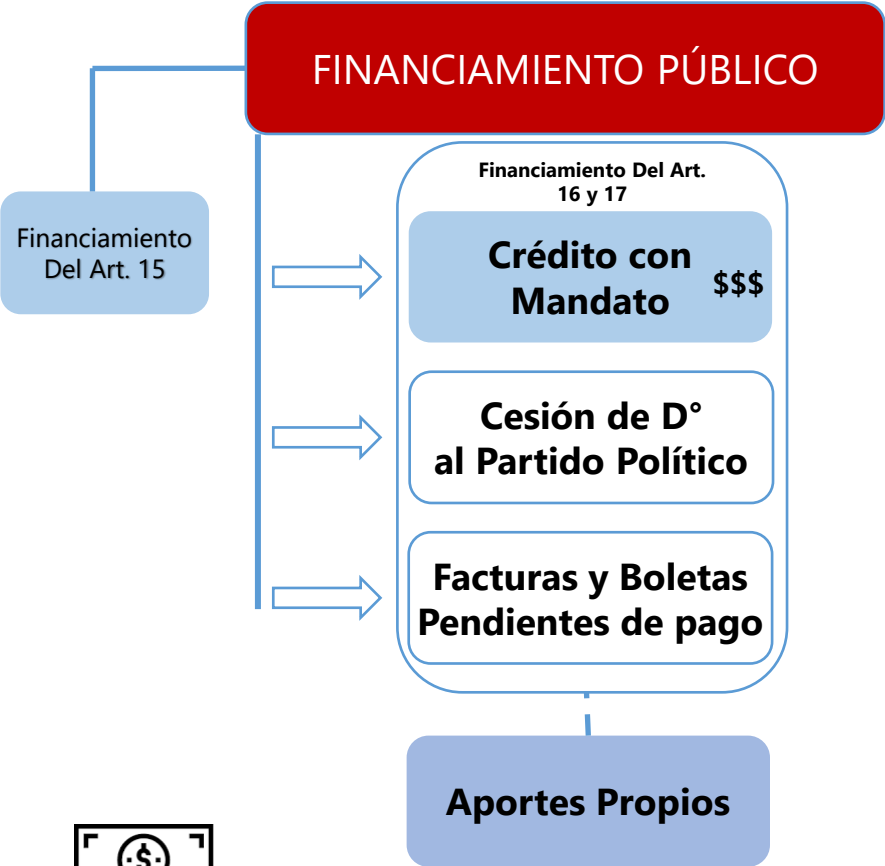 FINANCIAMIENTO PÚBLICO
Financiamiento
Del Art. 15
Financiamiento Del Art.
16 y 17
Crédito con
Mandato
$$$
Cesión de D°
al Partido Político
Facturas y Boletas
Pendientes de pago
Aportes Propios
$